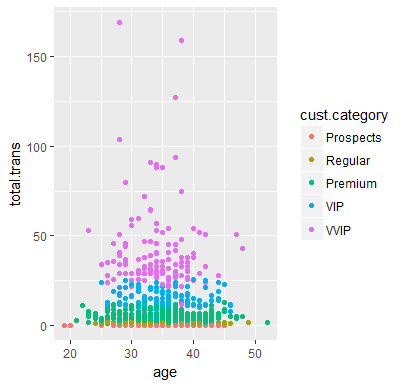 total.trans
150
100
50
0
20
30
40
50
age
cust.category
Prospects
Regular
Premium
VIP
VVIP